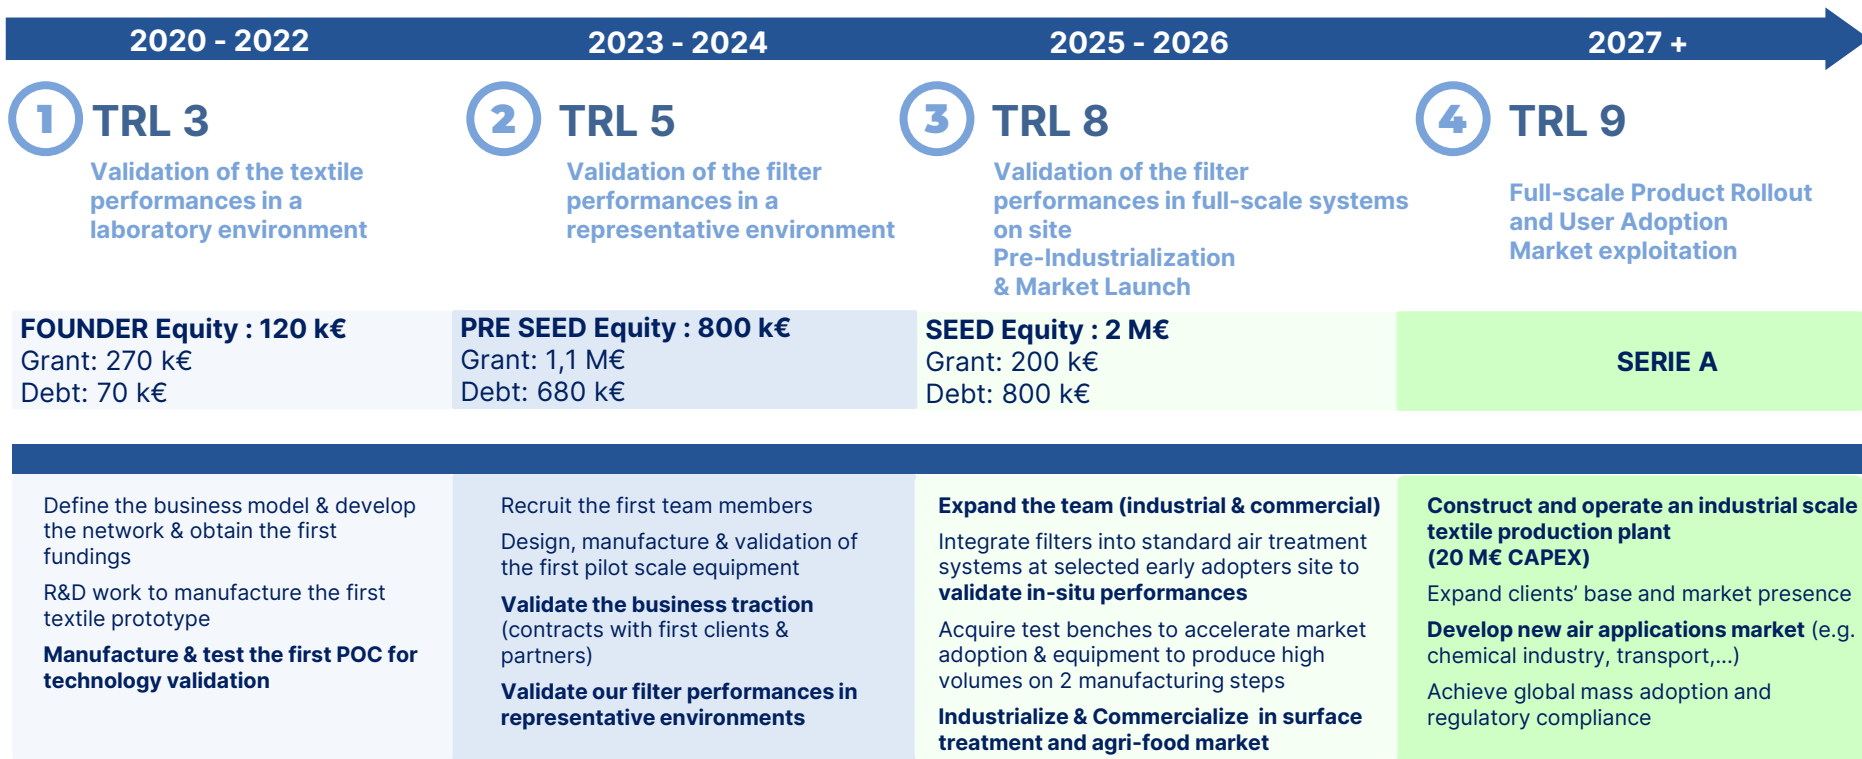 2020 - 2022
2023 - 2024
2025 - 2026
2027 +
1
TRL 3
Validation of the textile
performances in a
laboratory environment
2
TRL 5
Validation of the filter
performances in a
representative environment
3
TRL 8
Validation of the filter
performances in full-scale systems
on site
Pre-Industrialization
& Market Launch
4
TRL 9
Full-scale Product Rollout
and User Adoption
Market exploitation
FOUNDER Equity : 120 k€
Grant: 270 k€
Debt: 70 k€
PRE SEED Equity : 800 k€
Grant: 1,1 M€
Debt: 680 k€
SEED Equity : 2 M€
Grant: 200 k€
Debt: 800 k€
SERIE A
Define the business model & develop
the network & obtain the first
fundings
R&D work to manufacture the first
textile prototype
Manufacture & test the first POC for
technology validation
Recruit the first team members
Design, manufacture & validation of
the first pilot scale equipment
Validate the business traction
(contracts with first clients &
partners)
Validate our filter performances in
representative environments
Expand the team (industrial & commercial)
Integrate filters into standard air treatment
systems at selected early adopters site to
validate in-situ performances
Acquire test benches to accelerate market
adoption & equipment to produce high
volumes on 2 manufacturing steps
Industrialize & Commercialize  in surface
treatment and agri-food market
Construct and operate an industrial scale
textile production plant
(20 M€ CAPEX)
Expand clients’ base and market presence
Develop new air applications market (e.g.
chemical industry, transport,...)
Achieve global mass adoption and
regulatory compliance